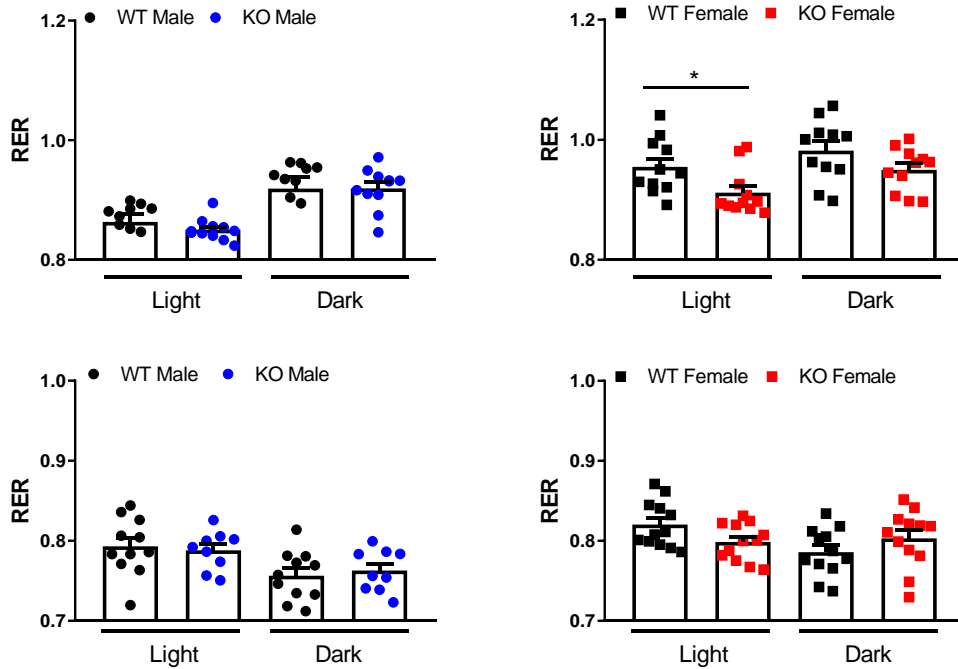 WT Male KO Male
1.2
1.0
0.8
RER
Light Dark
WT Female KO Female
1.2
1.0
0.8
RER
*
Light Dark
WT Male KO Male
1.0
0.9
0.8
0.7
RER
Light Dark
WT Female KO Female
1.0
0.9
0.8
0.7
RER
Light Dark